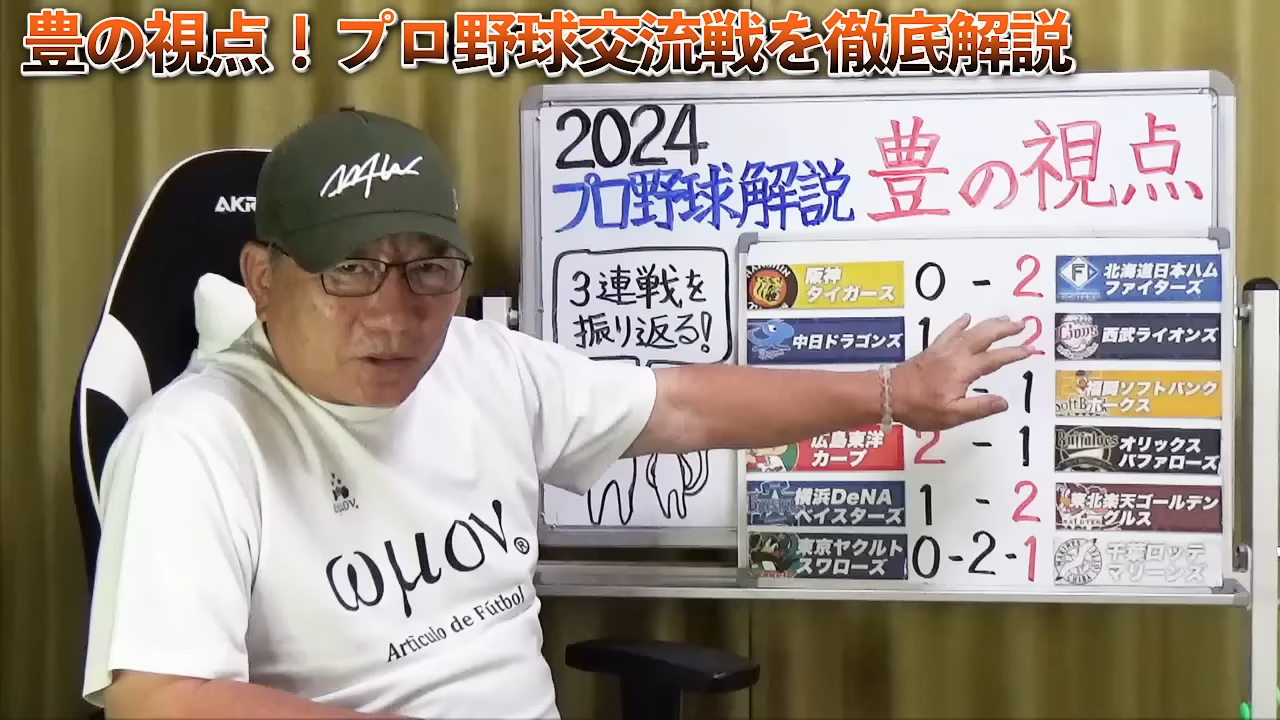 豊の視点！プロ野球交流戦を徹底解説
2024
プロ野球解説
豊の視点
3連戦を
振り返る!
阪神
タイガース
0 - 2
北海道日本ハム
ファイターズ
中日ドラゴンズ
1
2
西武ライオンズ
- 1
福岡ソフトバンク
ホークス
広島東洋
カープ
2 - 1
Buffaloes
オリックス
バファローズ
横浜DeNA
ベイスターズ
1 - 2
東北楽天ゴールデン
グルス
東京ヤクルト
スワローズ
0-2-1
千葉ロッテ
マリーンズ
AKR
ωμον®
Artículo de Fútbol